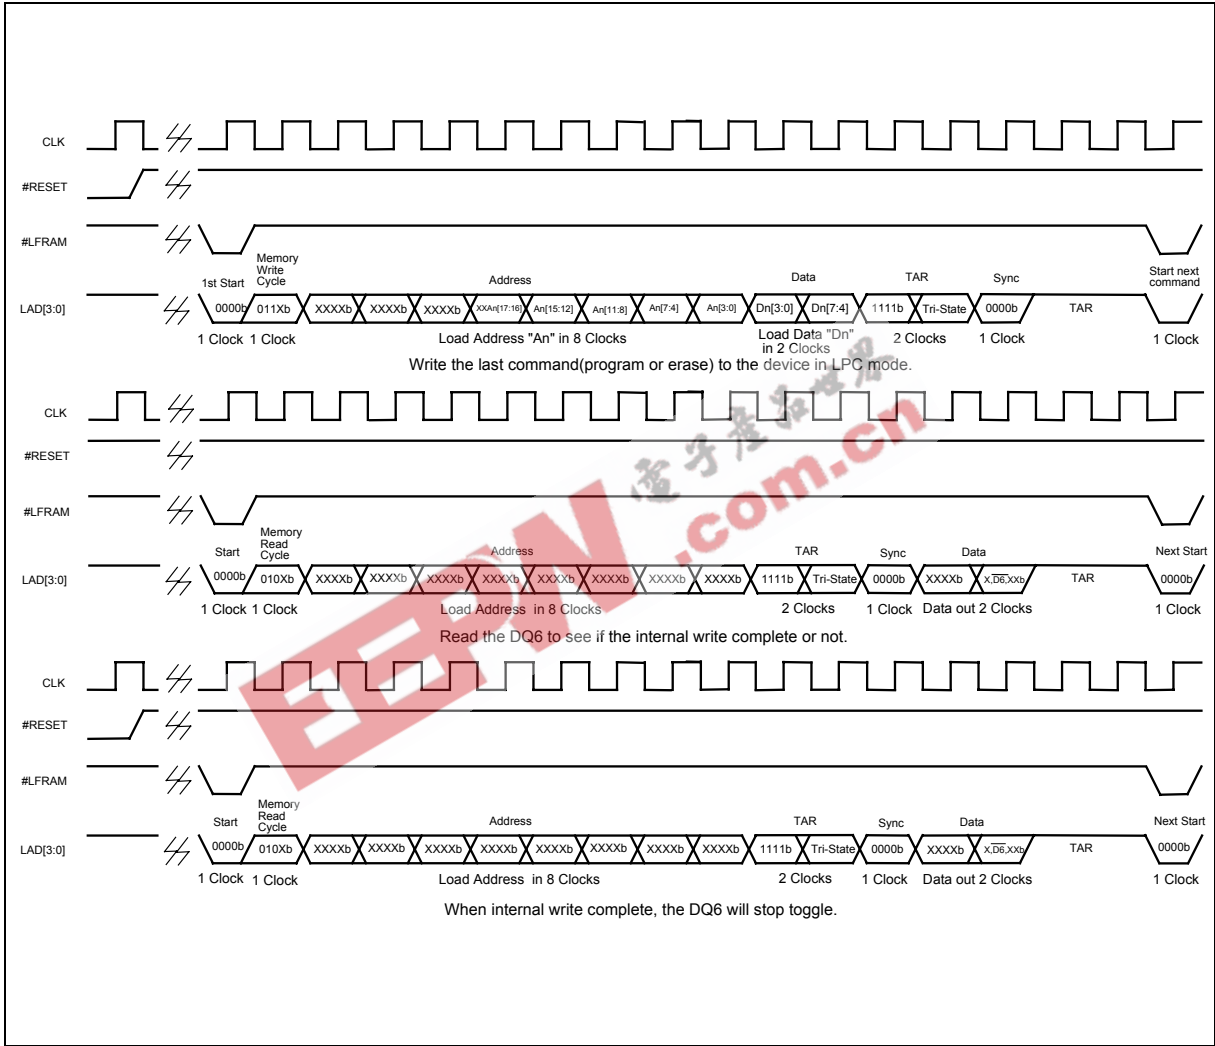 CLK
#RESET
#LFRAM
Memory
Write
Cycle
1st Start
Address
Data
TAR
Sync
Start next
command
LAD[3:0]
0000b 011Xb XXXXb XXXXb XXXXb XXAn[17:16] An[15:12] An[11:8] An[7:4] An[3:0] Dn[3:0] Dn[7:4] 1111b Tri-State 0000b TAR
1 Clock 1 Clock Load Address "An" in 8 Clocks Load Data "Dn"
in 2 Clocks 2 Clocks 1 Clock 1 Clock
Write the last command(program or erase) to the device in LPC mode.
CLK
#RESET
#LFRAM
Memory
Read
Cycle
Start
Address
TAR
Sync
Data
Next Start
LAD[3:0]
0000b 010Xb XXXXb XXXXb XXXXb XXXXb XXXXb XXXXb XXXXb XXXXb 1111b Tri-State 0000b XXXXb X,D6,XXb TAR 0000b
1 Clock 1 Clock Load Address in 8 Clocks 2 Clocks 1 Clock Data out 2 Clocks 1 Clock
Read the DQ6 to see if the internal write complete or not.
CLK
#RESET
#LFRAM
Memory
Read
Cycle
Start
Address
TAR
Sync
Data
Next Start
LAD[3:0]
0000b 010Xb XXXXb XXXXb XXXXb XXXXb XXXXb XXXXb XXXXb XXXXb 1111b Tri-State 0000b XXXXb X,D6,XXb TAR 0000b
1 Clock 1 Clock Load Address in 8 Clocks 2 Clocks 1 Clock Data out 2 Clocks 1 Clock
When internal write complete, the DQ6 will stop toggle.
EEPW.com.cn
電子產品世界